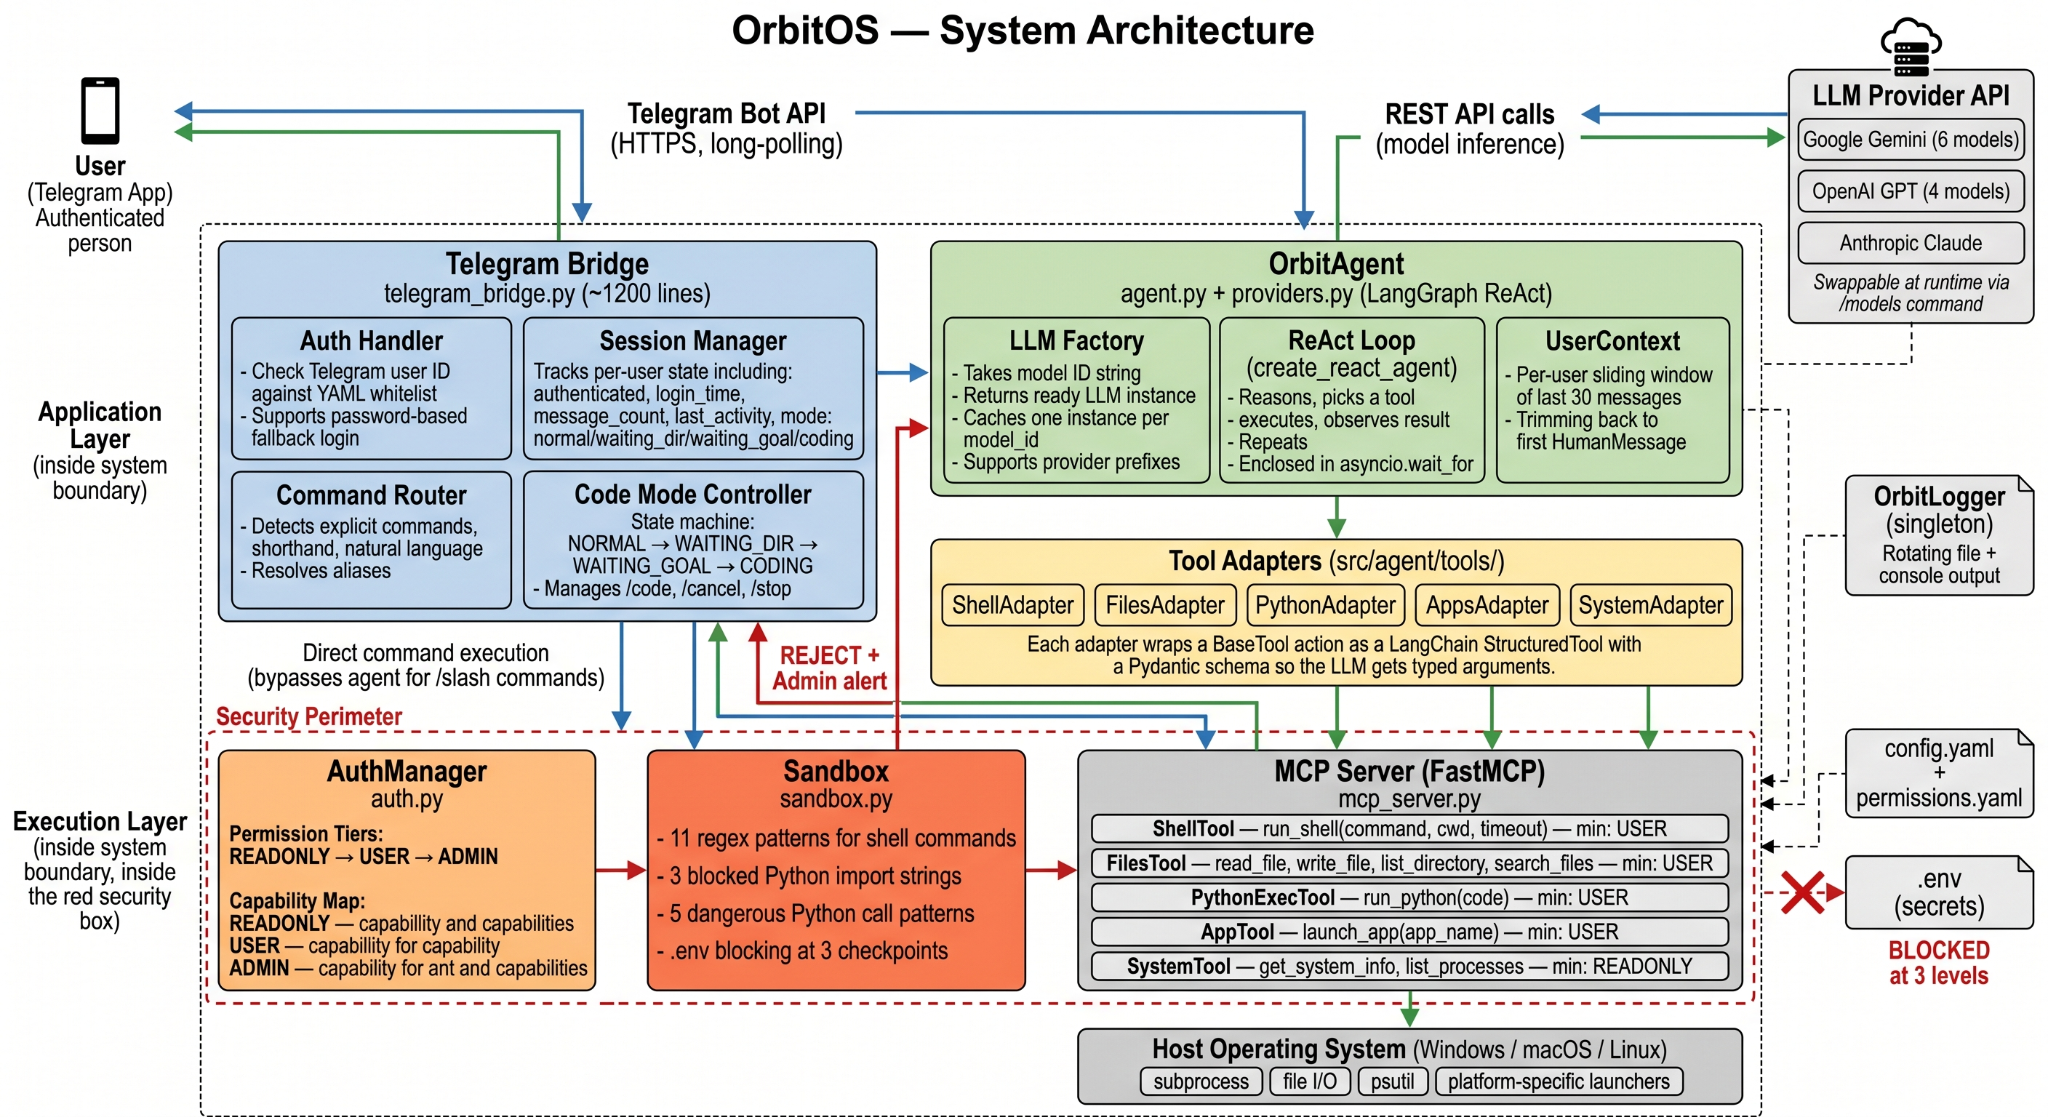 OrbitOS — System Architecture
User
(Telegram App)
Authenticated
person
Telegram Bot API
(HTTPS, long-polling)
REST API calls
(model inference)
LLM Provider API
Google Gemini (6 models)
OpenAI GPT (4 models)
Anthropic Claude
Swappable at runtime via
/models command
Application
Layer
(inside system
boundary)
Telegram Bridge
telegram_bridge.py (~1200 lines)
Auth Handler
- Check Telegram user ID
against YAML whitelist
- Supports password-based
fallback login
Session Manager
Tracks per-user state including:
authenticated, login_time,
message_count, last_activity, mode:
normal/waiting_dir/waiting_goal/coding
Command Router
- Detects explicit commands,
shorthand, natural language
- Resolves aliases
Code Mode Controller
State machine:
NORMAL → WAITING_DIR →
WAITING_GOAL → CODING
- Manages /code, /cancel, /stop
OrbitAgent
agent.py + providers.py (LangGraph ReAct)
LLM Factory
- Takes model ID string
- Returns ready LLM instance
- Caches one instance per
model_id
- Supports provider prefixes
ReAct Loop
(create_react_agent)
- Reasons, picks a tool
- executes, observes result
- Repeats
- Enclosed in asyncio.wait_for
UserContext
- Per-user sliding window
of last 30 messages
- Trimming back to
first HumanMessage
Tool Adapters (src/agent/tools/)
ShellAdapter
FilesAdapter
PythonAdapter
AppsAdapter
SystemAdapter
Each adapter wraps a BaseTool action as a LangChain StructuredTool with
a Pydantic schema so the LLM gets typed arguments.
OrbitLogger
(singleton)
Rotating file +
console output
Direct command execution
(bypasses agent for /slash commands)
REJECT +
Admin alert
Security Perimeter
Execution Layer
(inside system
boundary, inside
the red security
box)
AuthManager
auth.py
Permission Tiers:
READONLY → USER → ADMIN
Capability Map:
READONLY — capabillity and capabilities
USER — capabillity for capability
ADMIN — capability for ant and capabilities
Sandbox
sandbox.py
- 11 regex patterns for shell commands
- 3 blocked Python import strings
- 5 dangerous Python call patterns
- .env blocking at 3 checkpoints
MCP Server (FastMCP)
mcp_server.py
ShellTool — run_shell(command, cwd, timeout) — min: USER
FilesTool — read_file, write_file, list_directory, search_files — min: USER
PythonExecTool — run_python(code) — min: USER
AppTool — launch_app(app_name) — min: USER
SystemTool — get_system_info, list_processes — min: READONLY
config.yaml
+
permissions.yaml
.env
(secrets)
BLOCKED
at 3 levels
Host Operating System (Windows / macOS / Linux)
subprocess
file I/O
psutil
platform-specific launchers